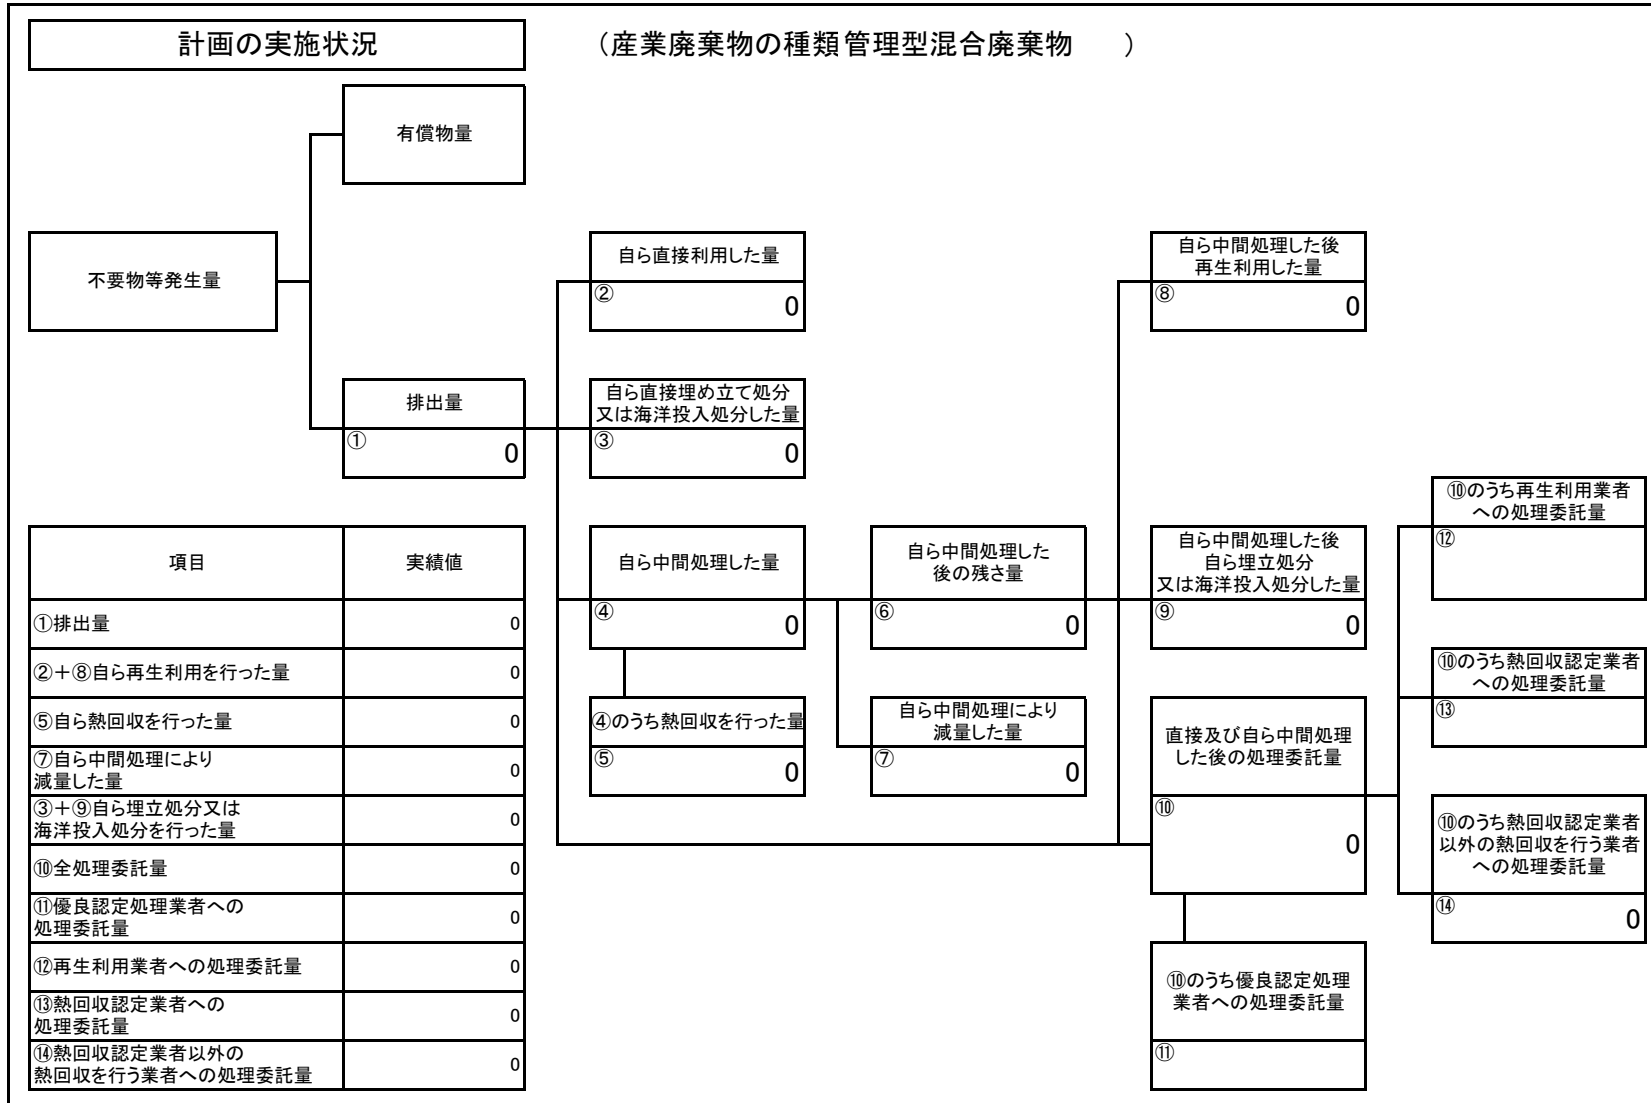 計画の実施状況
（産業廃棄物の種類管理型混合廃棄物　　）
有償物量
不要物等発生量
自ら直接利用した量
②
0
自ら中間処理した後
再生利用した量
⑧
0
排出量
①
0
自ら直接埋め立て処分
又は海洋投入処分した量
③
0
自ら中間処理した量
④
0
自ら中間処理した
後の残さ量
⑥
0
自ら中間処理した後
自ら埋立処分
又は海洋投入処分した量
⑨
0
⑩のうち再生利用業者
への処理委託量
⑫
④のうち熱回収を行った量
⑤
0
自ら中間処理により
減量した量
⑦
0
直接及び自ら中間処理
した後の処理委託量
⑩
0
⑩のうち熱回収認定業者
への処理委託量
⑬
⑩のうち熱回収認定業者
以外の熱回収を行う業者
への処理委託量
⑭
0
⑩のうち優良認定処理
業者への処理委託量
⑪
項目 実績値
①排出量 0
②＋⑧自ら再生利用を行った量 0
⑤自ら熱回収を行った量 0
⑦自ら中間処理により
減量した量 0
③＋⑨自ら埋立処分又は
海洋投入処分を行った量 0
⑩全処理委託量 0
⑪優良認定処理業者への
処理委託量 0
⑫再生利用業者への処理委託量 0
⑬熱回収認定業者への
処理委託量 0
⑭熱回収認定業者以外の
熱回収を行う業者への処理委託量 0